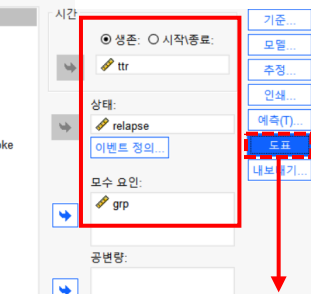 시간
생존: 시작\종료:
ttr
상태:
relapse
이벤트 정의...
모수 요인:
grp
공변량:
oke
기준...
모델...
추정...
인쇄...
예측(T)...
도표...
내보내기...